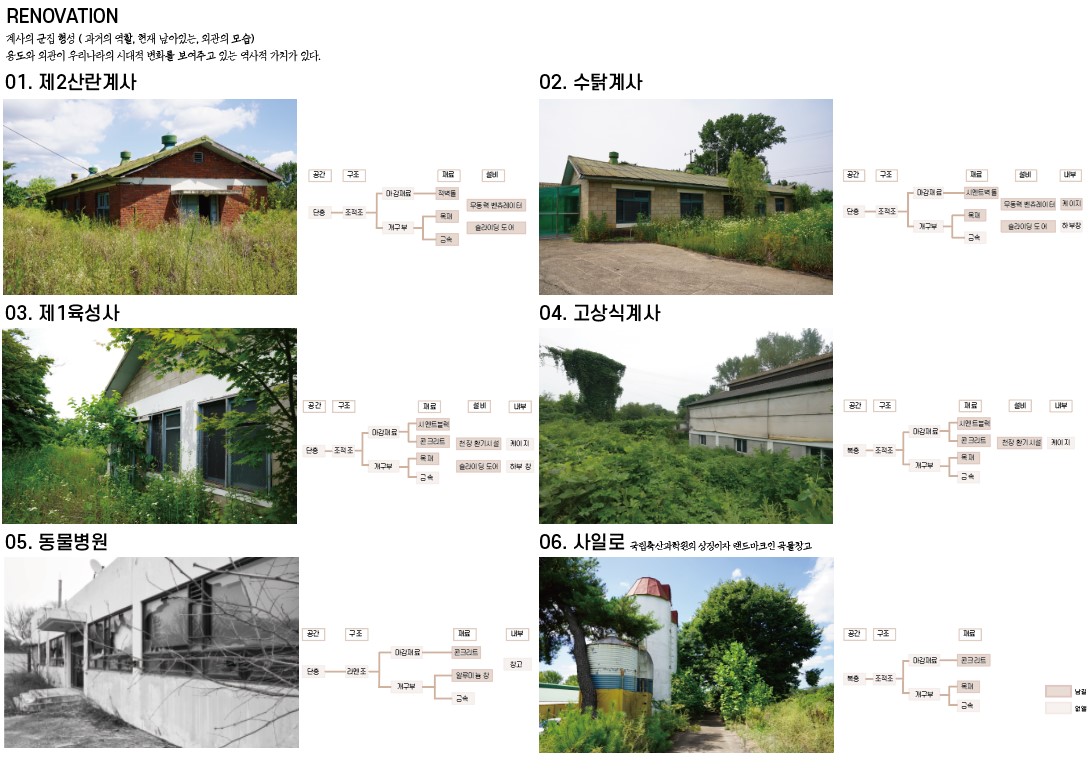 RENOVATION
계사의 군집 형성 ( 과거의 역할, 현재 남아있는, 외관의 모습)
용도와 외관이 우리나라의 시대적 변화를 보여주고 있는 역사적 가치가 있다.
01. 제2산란계사
공간 구조 재료 설비
단층 조적조 마감재료 적벽돌
개구부 목재 금속
무동력 벤츄레이터
슬라이딩 도어
02. 수탉계사
공간 구조 재료 설비 내부
단층 조적조 마감재료 시멘트벽돌
개구부 목재 금속
무동력 벤츄레이터 케이지
슬라이딩 도어 하부장
03. 제1육성사
공간 구조 재료 설비 내부
단층 조적조 마감재료 시멘트블럭 콘크리트
개구부 목재 금속
천장 환기시설 케이지
슬라이딩 도어 하부 장
04. 고상식계사
공간 구조 재료 설비 내부
복층 조적조 마감재료 시멘트블럭 콘크리트
개구부 목재 금속
천장 환기시설 케이지
05. 동물병원
공간 구조 재료 내부
단층 라멘조 마감재료 콘크리트
개구부 알루미늄 창 금속
창고
06. 사일로 국립축산과학원의 상징이자 랜드마크인 곡물창고
공간 구조 재료
복층 조적조 마감재료 콘크리트
개구부 목재 금속
남김
없앰